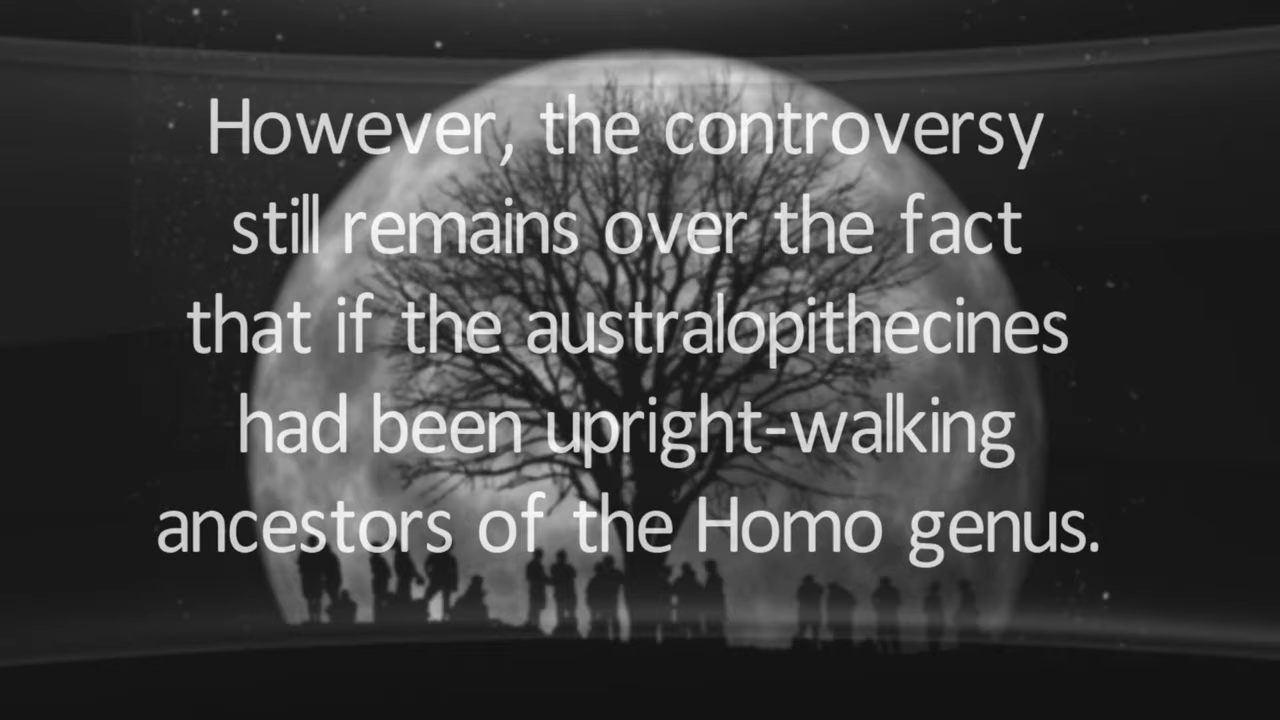 However, the controversy
still remains over the fact
that if the australopithecines
had been upright-walking
ancestors of the Homo genus.